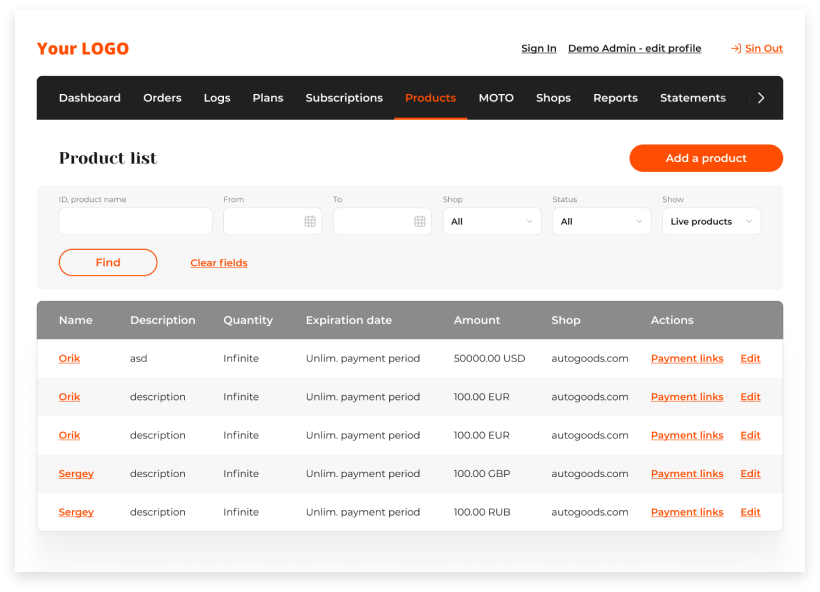 Your LOGO
Sign In Demo Admin - edit profile Sin Out
Dashboard Orders Logs Plans Subscriptions Products MOTO Shops Reports Statements
Product list
Add a product
ID, product name From To Shop Status Show
All All Live products
Find Clear fields
Name Description Quantity Expiration date Amount Shop Actions
Orik asd Infinite Unlim. payment period 50000.00 USD autogoods.com Payment links Edit
Orik description Infinite Unlim. payment period 100.00 EUR autogoods.com Payment links Edit
Orik description Infinite Unlim. payment period 100.00 EUR autogoods.com Payment links Edit
Sergey description Infinite Unlim. payment period 100.00 GBP autogoods.com Payment links Edit
Sergey description Infinite Unlim. payment period 100.00 RUB autogoods.com Payment links Edit